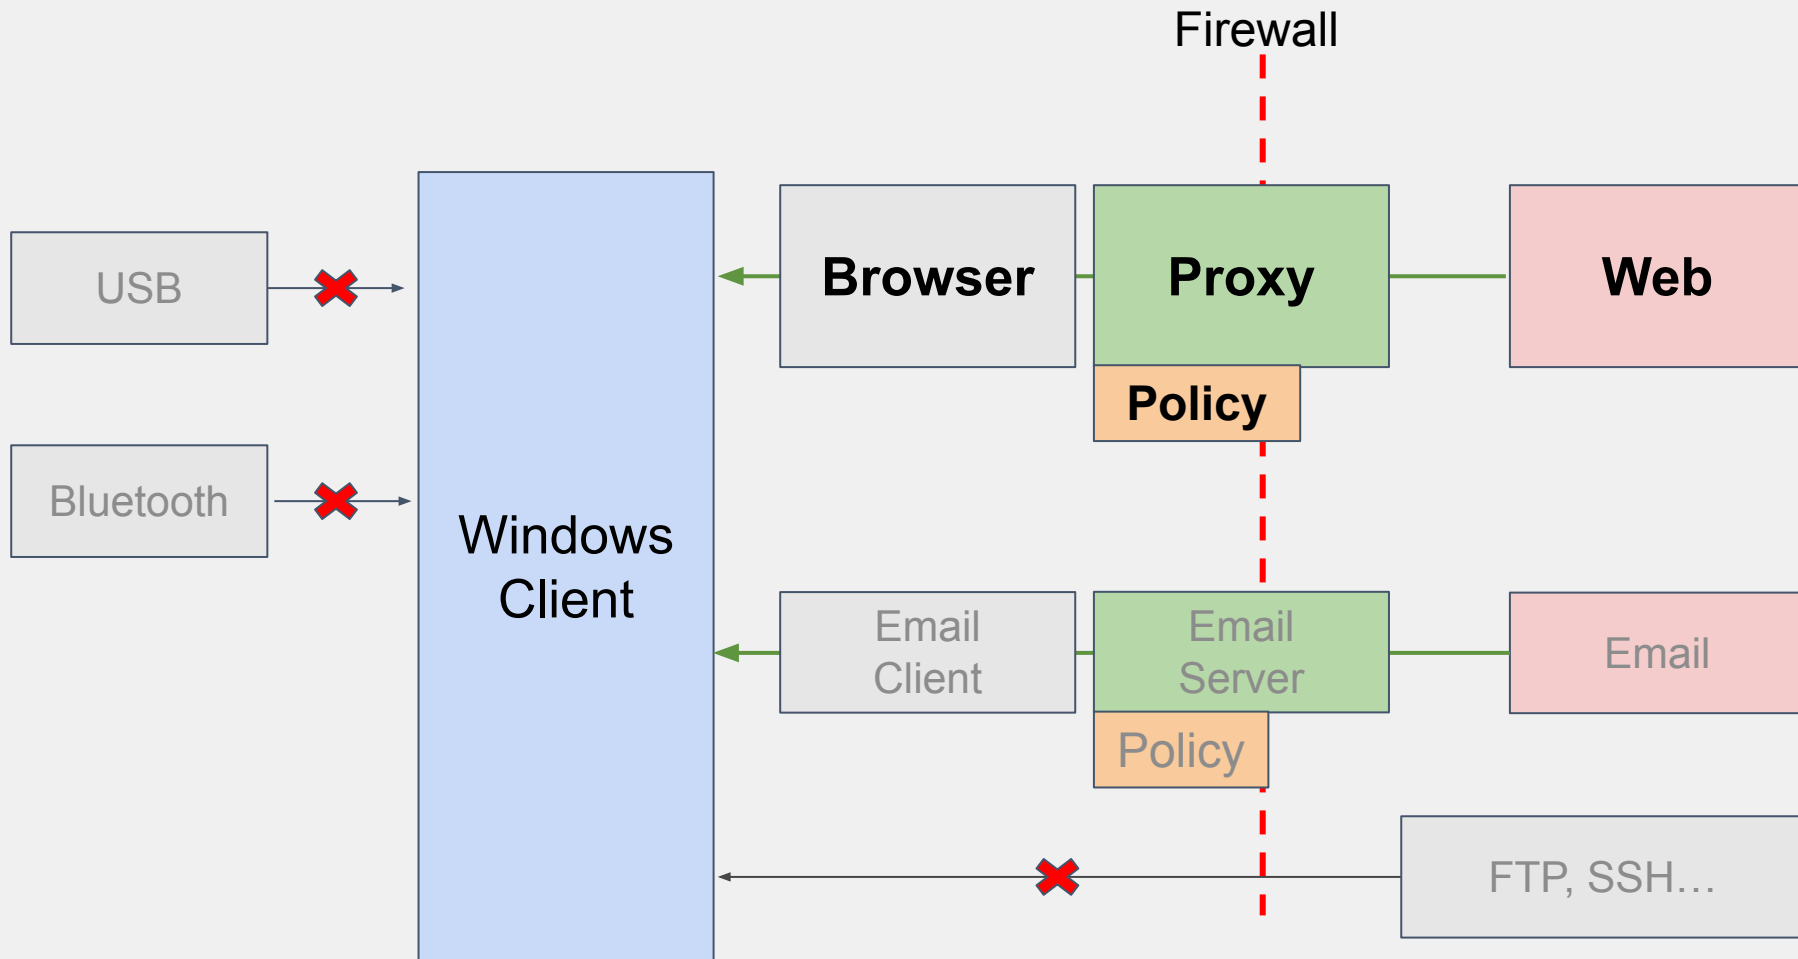 Firewall
USB
Browser
Proxy
Web
Policy
Bluetooth
Windows
Client
Email
Client
Email
Server
Email
Policy
FTP, SSH…